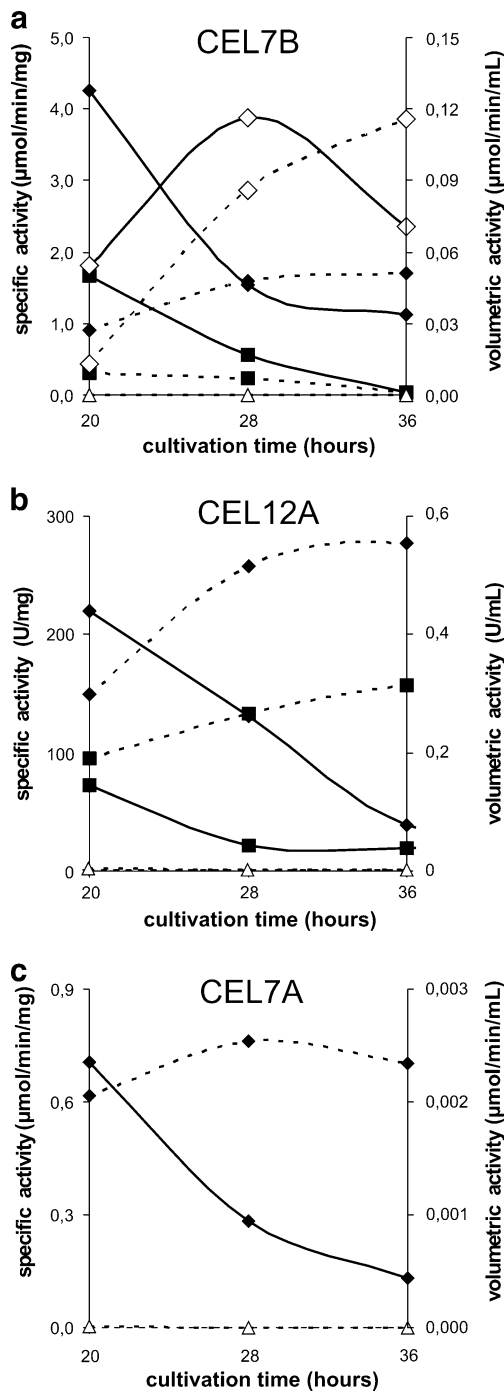 a
CEL7B
5,0
4,0
3,0
2,0
1,0
0,0
specific activity (µmol/min/mg)
0,15
0,12
0,09
0,06
0,03
0,00
volumetric activity (µmol/min/mL)
20 28 36
cultivation time (hours)
b
CEL12A
300
200
100
0
specific activity (U/mg)
0,6
0,4
0,2
0
volumetric activity (U/mL)
20 28 36
cultivation time (hours)
c
CEL7A
0,9
0,6
0,3
0,0
specific activity (µmol/min/mg)
0,003
0,002
0,001
0,000
volumetric activity (µmol/min/mL)
20 28 36
cultivation time (hours)